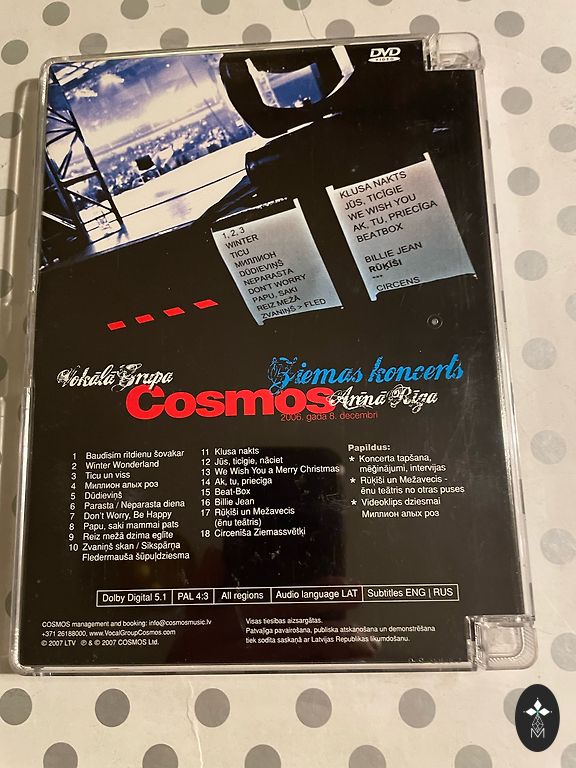 DVD
VIDEO
1, 2, 3
WINTER
TICU
МИЛЛИОН
DŪDIEVIŅŠ
NEPARASTA
DON'T WORRY
PAPU, SAKI
REIZ MEŽĀ
ZVANIŅŠ > FLED
KLUSA NAKTS
JŪS, TICĪGIE
WE WISH YOU
AK, TU, PRIECĪGA
BEATBOX
BILLIE JEAN
RŪĶĪŠI
---
CIRCENS
Vokālā Grupa
Ziemas koncerts
Cosmos
Arēnā Rīga
2006. gada 8. decembrī
1 Baudīsim rītdienu šovakar
2 Winter Wonderland
3 Ticu un viss
4 Миллион алых роз
5 Dūdieviņš
6 Parasta / Neparasta diena
7 Don't Worry, Be Happy
8 Papu, saki mammai pats
9 Reiz mežā dzima eglīte
10 Zvaniņš skan / Sikspārņa
Fledermauša šūpuļdziesma
11 Klusa nakts
12 Jūs, ticīgie, nāciet
13 We Wish You a Merry Christmas
14 Ak, tu, priecīga
15 Beat-Box
16 Billie Jean
17 Rūķīši un Mežavecis
(ēnu teātris)
18 Circenīša Ziemassvētki
Papildus:
* Koncerta tapšana,
mēģinājumi, intervijas
* Rūķīši un Mežavecis -
ēnu teātris no otras puses
* Videoklips dziesmai
Миллион алых роз
Dolby Digital 5.1 | PAL 4:3 | All regions | Audio language LAT | Subtitles ENG | RUS
COSMOS management and booking: info@cosmosmusic.lv
+371 26188000, www.VocalGroupCosmos.com
© 2007 LTV ℗ & © 2007 COSMOS Ltd.
Visas tiesības aizsargātas.
Patvaļīga pavairošana, publiska atskaņošana un demonstrēšana
tiek sodīta saskaņā ar Latvijas Republikas likumdošanu.